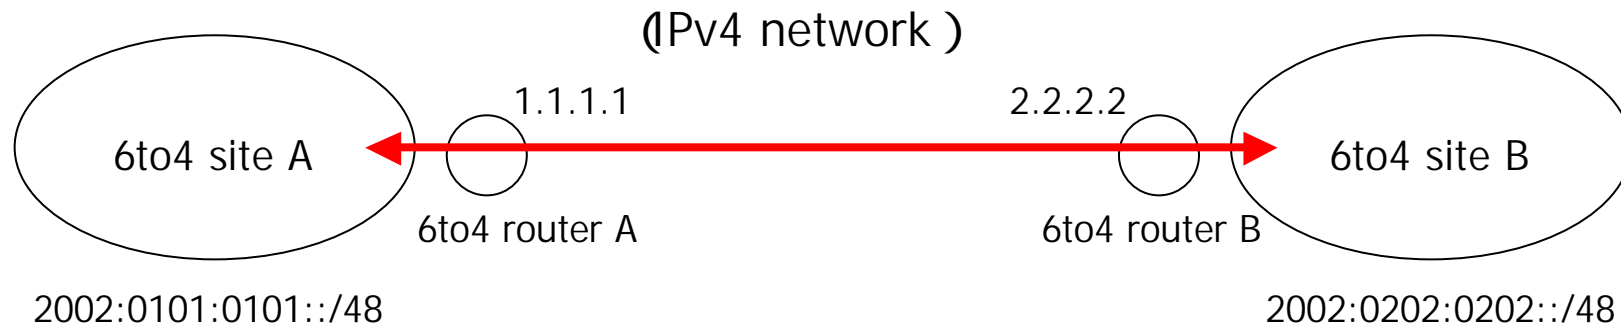 (IPv4 network )
1.1.1.1
2.2.2.2
6to4 site A
6to4 site B
6to4 router A
6to4 router B
2002:0101:0101::/48
2002:0202:0202::/48